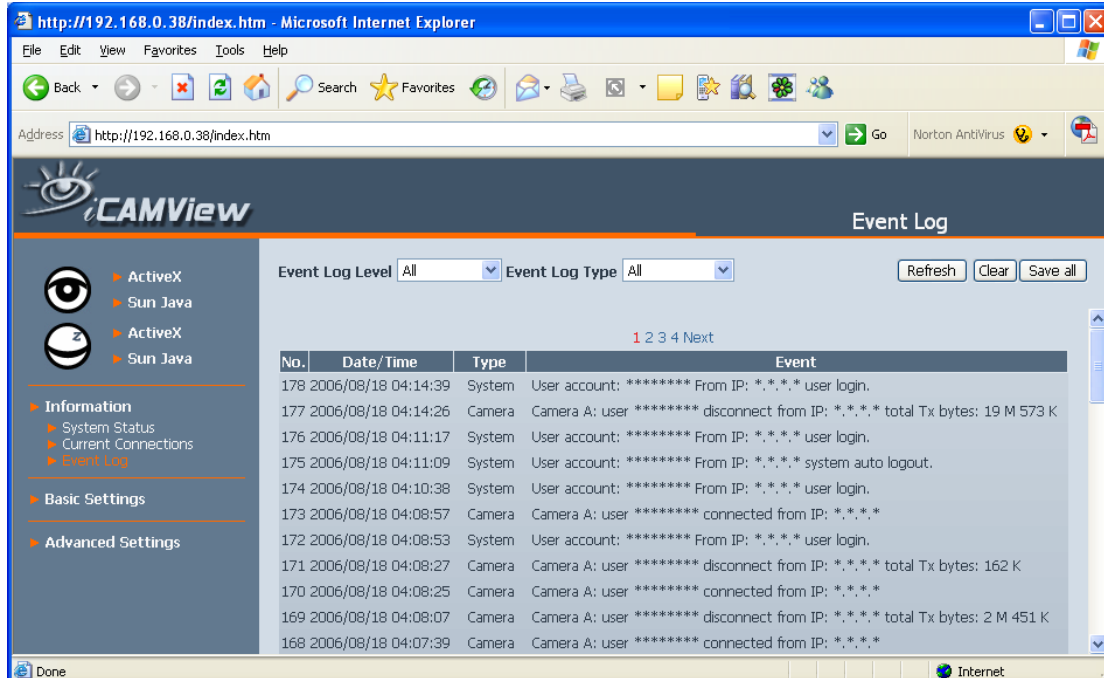 http://192.168.0.38/index.htm - Microsoft Internet Explorer
File Edit View Favorites Tools Help
Back Search Favorites
Address http://192.168.0.38/index.htm Go Norton AntiVirus
iCAMView
Event Log
ActiveX
Sun Java
z
ActiveX
Sun Java
Information
System Status
Current Connections
Event Log
Basic Settings
Advanced Settings
Event Log Level All Event Log Type All Refresh Clear Save all
1 2 3 4 Next
No. Date/Time Type Event
178 2006/08/18 04:14:39 System User account: ******** From IP: *.*.*.* user login.
177 2006/08/18 04:14:26 Camera Camera A: user ******** disconnect from IP: *.*.*.* total Tx bytes: 19 M 573 K
176 2006/08/18 04:11:17 System User account: ******** From IP: *.*.*.* user login.
175 2006/08/18 04:11:09 System User account: ******** From IP: *.*.*.* system auto logout.
174 2006/08/18 04:10:38 System User account: ******** From IP: *.*.*.* user login.
173 2006/08/18 04:08:57 Camera Camera A: user ******** connected from IP: *.*.*.*
172 2006/08/18 04:08:53 System User account: ******** From IP: *.*.*.* user login.
171 2006/08/18 04:08:27 Camera Camera A: user ******** disconnect from IP: *.*.*.* total Tx bytes: 162 K
170 2006/08/18 04:08:25 Camera Camera A: user ******** connected from IP: *.*.*.*
169 2006/08/18 04:08:07 Camera Camera A: user ******** disconnect from IP: *.*.*.* total Tx bytes: 2 M 451 K
168 2006/08/18 04:07:39 Camera Camera A: user ******** connected from IP: *.*.*.*
Done Internet